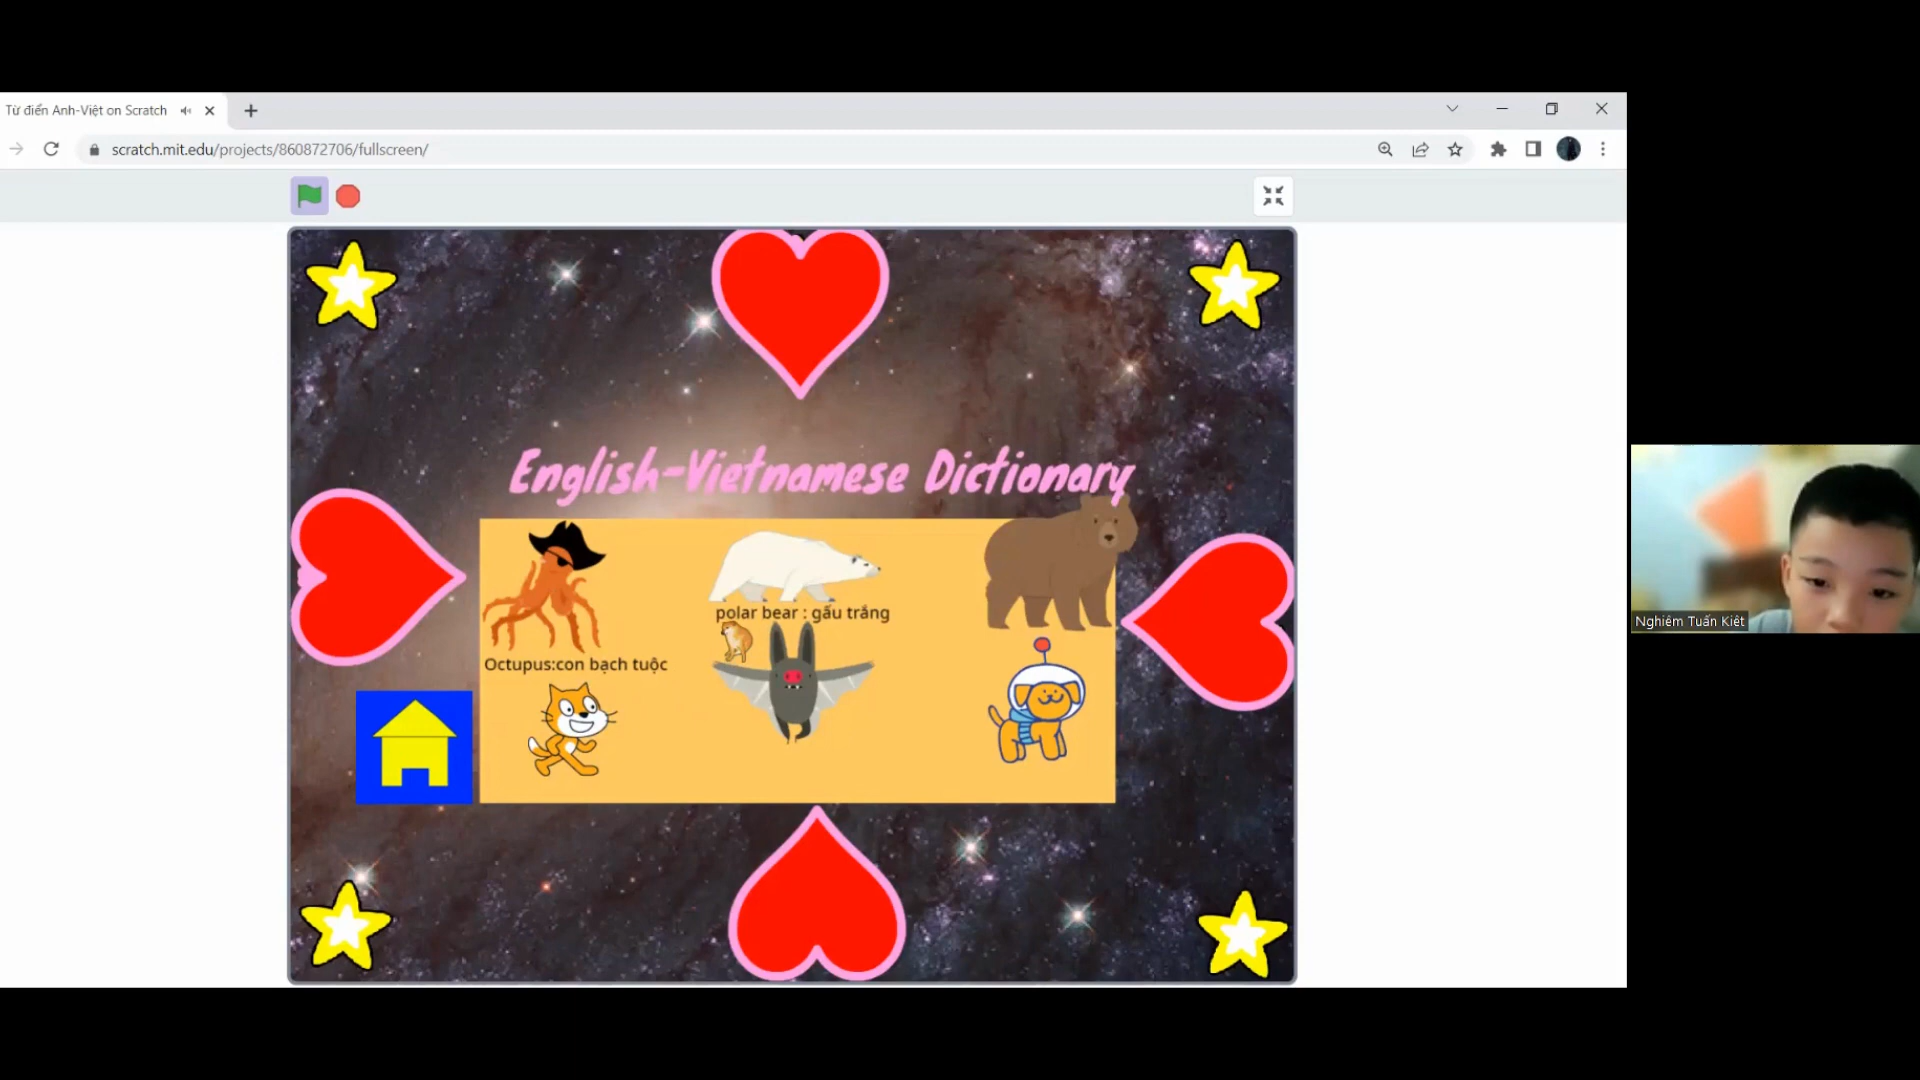 Từ điển Anh-Việt on Scratch
scratch.mit.edu/projects/860872706/fullscreen/
English-Vietnamese Dictionary
polar bear : gấu trắng
Octupus:con bạch tuộc
Nghiêm Tuấn Kiệt